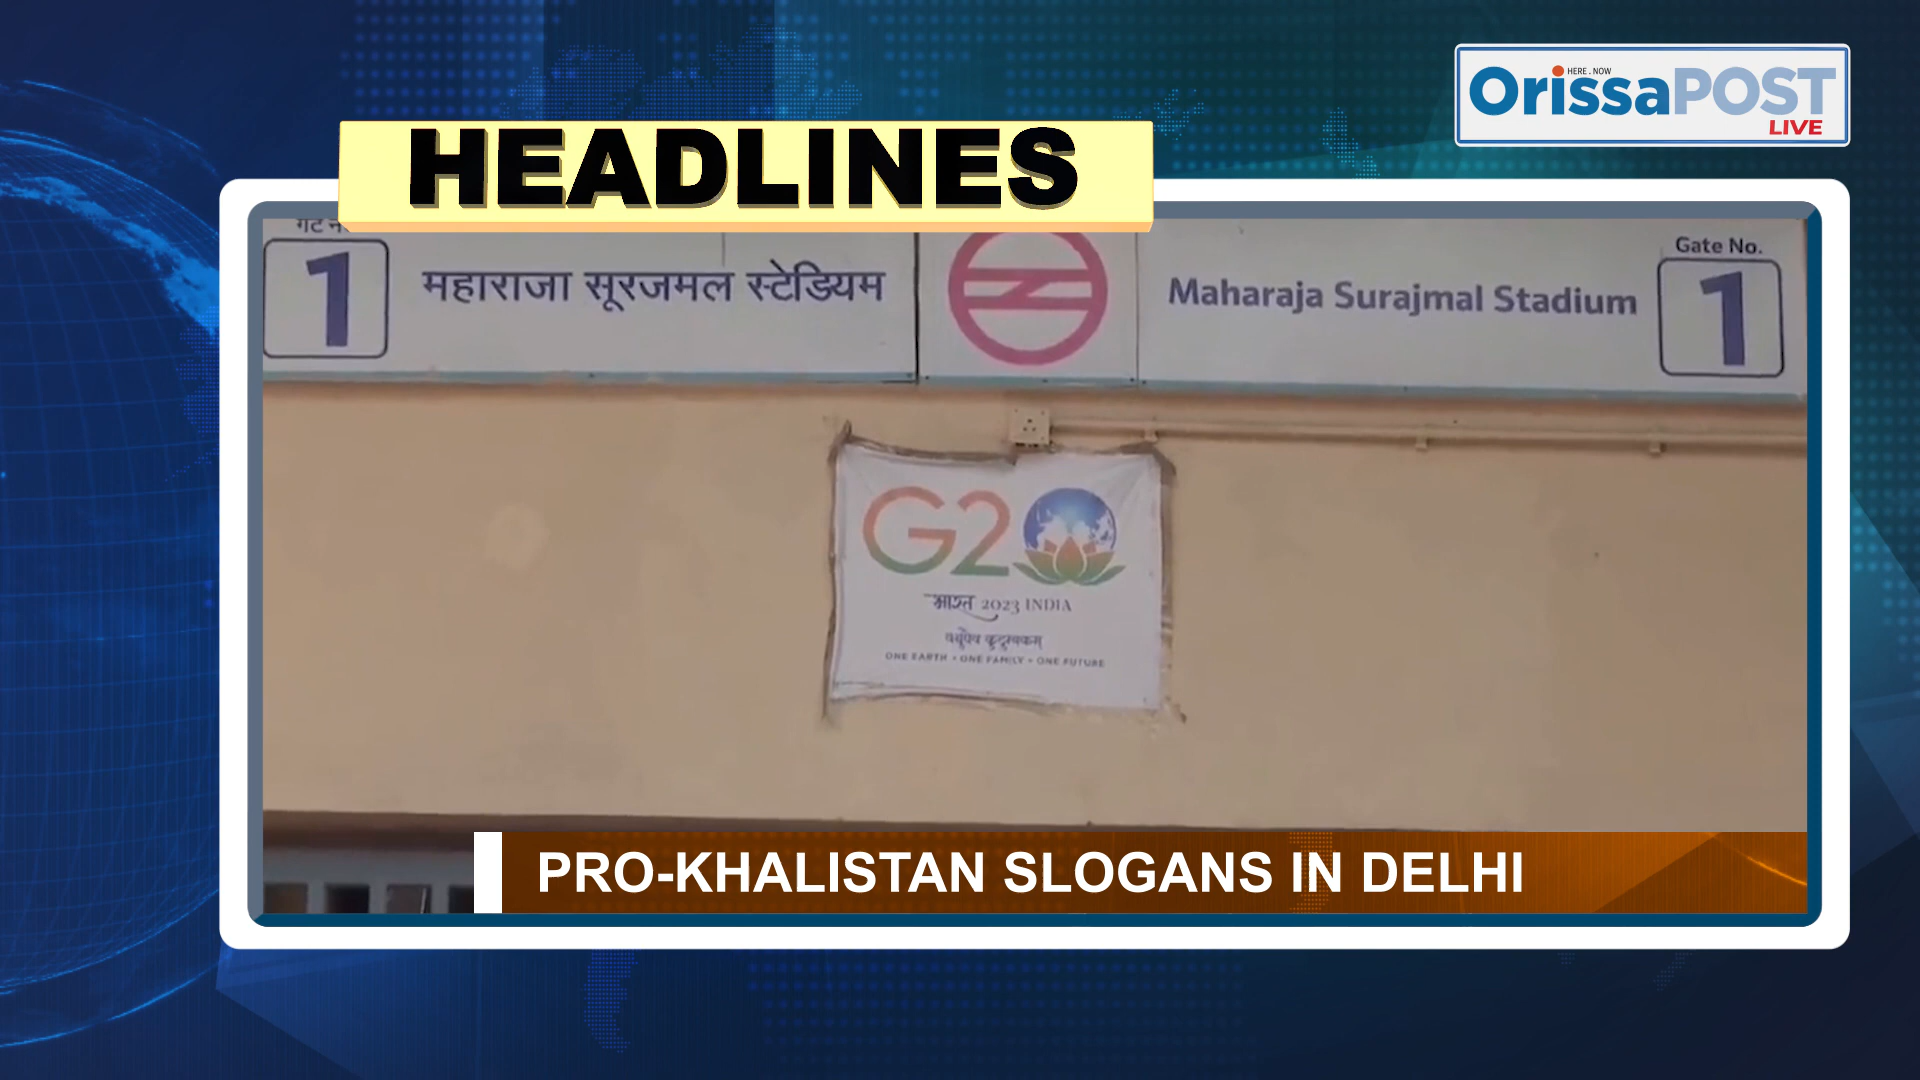 HERE . NOW
OrissaPOST
LIVE
HEADLINES
गेट नं
1
महाराजा सूरजमल स्टेडियम
Maharaja Surajmal Stadium
Gate No.
1
G20
भारत 2023 INDIA
वसुधैव कुटुम्बकम्
ONE EARTH • ONE FAMILY • ONE FUTURE
PRO-KHALISTAN SLOGANS IN DELHI